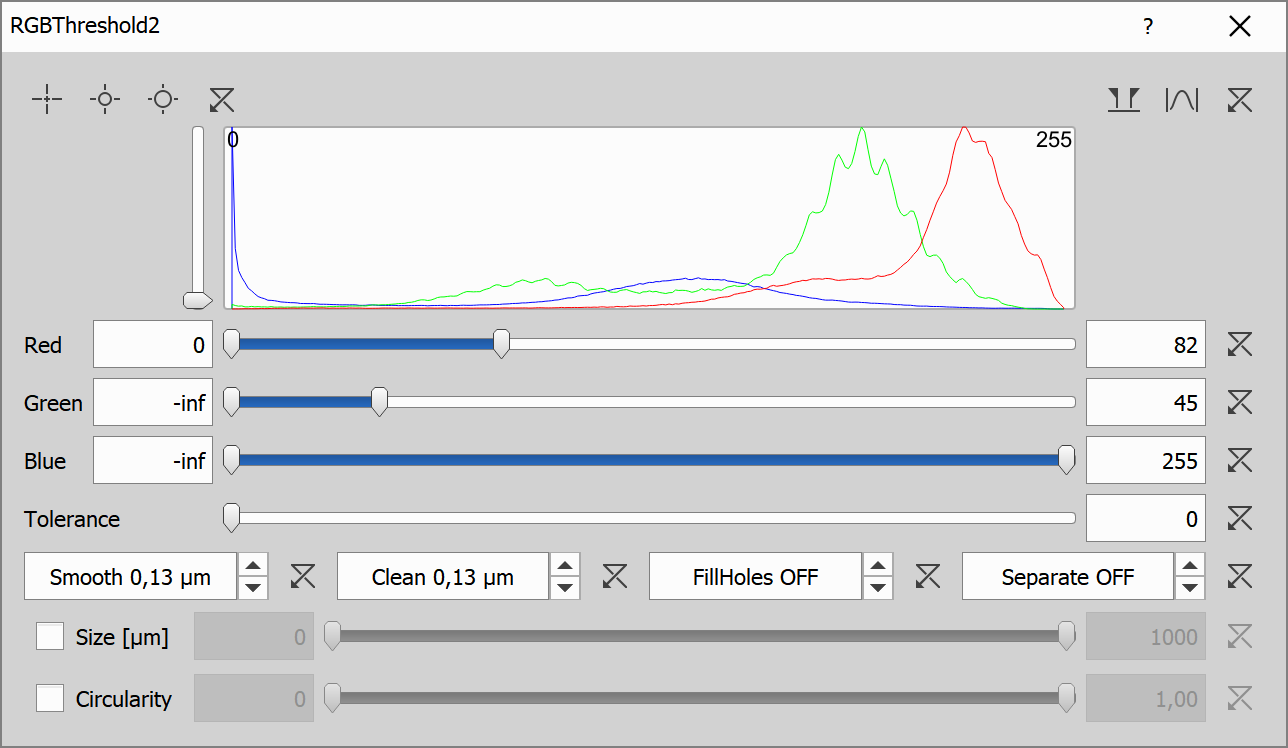 RGBThreshold2 ?
0 255
Red 0 82
Green -inf 45
Blue -inf 255
Tolerance 0
Smooth 0,13 µm Clean 0,13 µm FillHoles OFF Separate OFF
Size [µm] 0 1000
Circularity 0 1,00